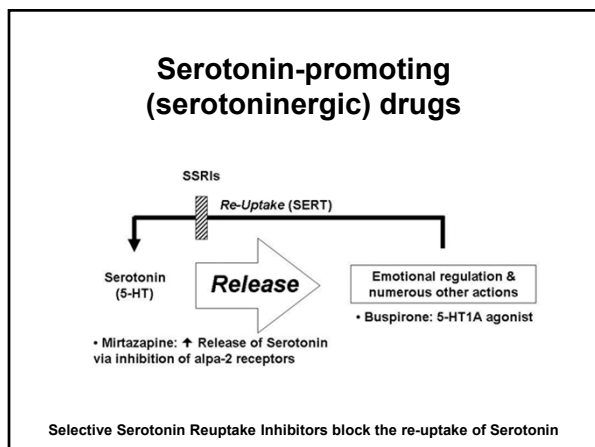 Serotonin-promoting
(serotoninergic) drugs
SSRIs
Re-Uptake (SERT)
Serotonin
(5-HT)
Release
Emotional regulation &
numerous other actions
• Buspirone: 5-HT1A agonist
• Mirtazapine: ↑ Release of Serotonin
via inhibition of alpa-2 receptors
Selective Serotonin Reuptake Inhibitors block the re-uptake of Serotonin